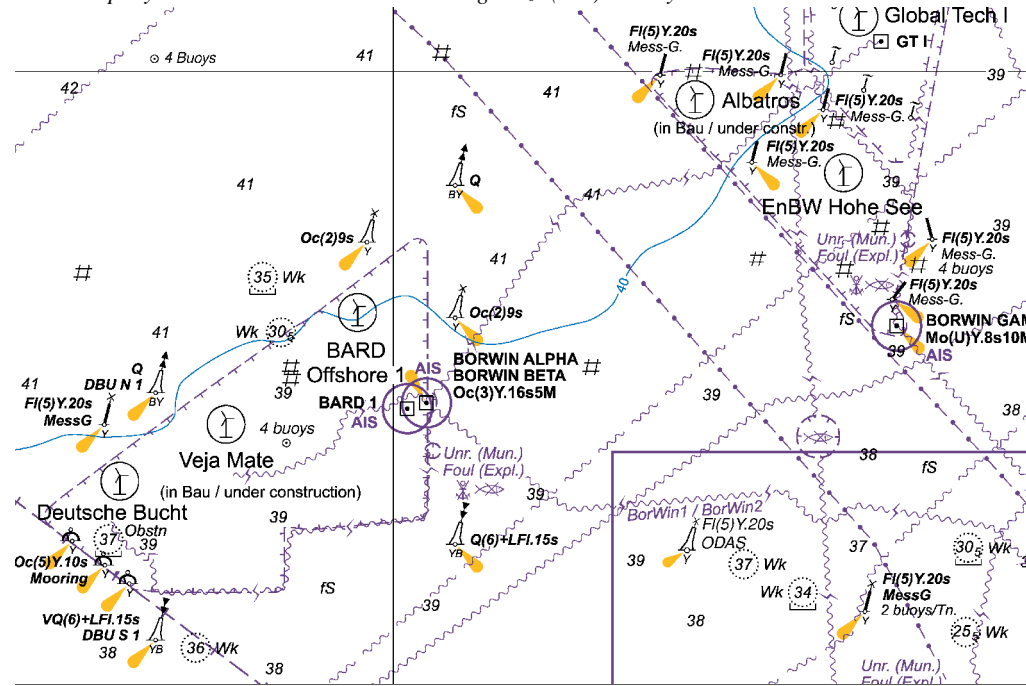 Global Tech I
GT I
4 Buoys
41
42
39
Fl(5)Y.20s
Mess-G.
Y
Fl(5)Y.20s
Mess-G.
Y
41
Albatros
(in Bau / under constr.)
Fl(5)Y.20s
Mess-G.
Y
fS
Fl(5)Y.20s
Mess-G.
Y
41
Q
BY
41
39
EnBW Hohe See
39
Oc(2)9s
Y
41
Unr. (Mun.)
Foul (Expl.)
Fl(5)Y.20s
Mess-G.
4 buoys
Y
35 Wk
40
Fl(5)Y.20s
Mess-G.
Y
Oc(2)9s
Y
fS
BORWIN GAM
Mo(U)Y.8s10M
AIS
39
41
Wk 30₅
BARD
Offshore 1
39
BORWIN ALPHA
BORWIN BETA
Oc(3)Y.16s5M
AIS
BARD 1
AIS
41
Q
DBU N 1
BY
Fl(5)Y.20s
MessG
Y
39
38
4 buoys
Veja Mate
(in Bau / under construction)
Unr. (Mun.)
Foul (Expl.)
38
fS
39
Deutsche Bucht
39
BorWin1 / BorWin2
Fl(5)Y.20s
ODAS
Y
37
Obstn
39
Oc(5)Y.10s
Mooring
Y
Y
Y
Q(6)+LFl.15s
YB
39
37 Wk
37
30₅ Wk
fS
Wk 34
Fl(5)Y.20s
MessG
2 buoys/Tn.
Y
39
VQ(6)+LFl.15s
DBU S 1
YB
38
36 Wk
38
38
25₅ Wk
Unr. (Mun.)
Foul (Expl.)